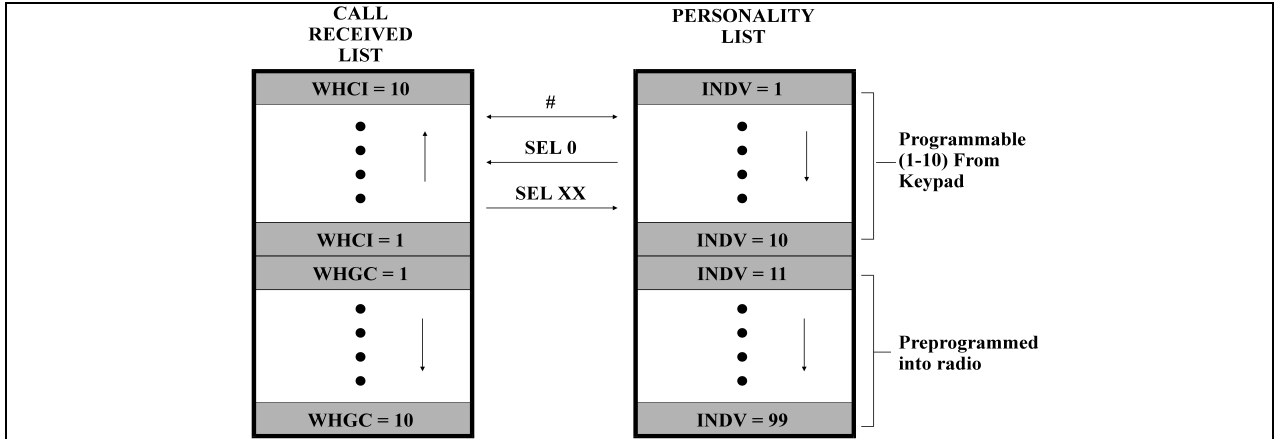 CALL
RECEIVED
LIST
PERSONALITY
LIST
WHCI = 10
WHCI = 1
WHGC = 1
WHGC = 10
#
SEL 0
SEL XX
INDV = 1
INDV = 10
INDV = 11
INDV = 99
Programmable
(1-10) From
Keypad
Preprogrammed
into radio